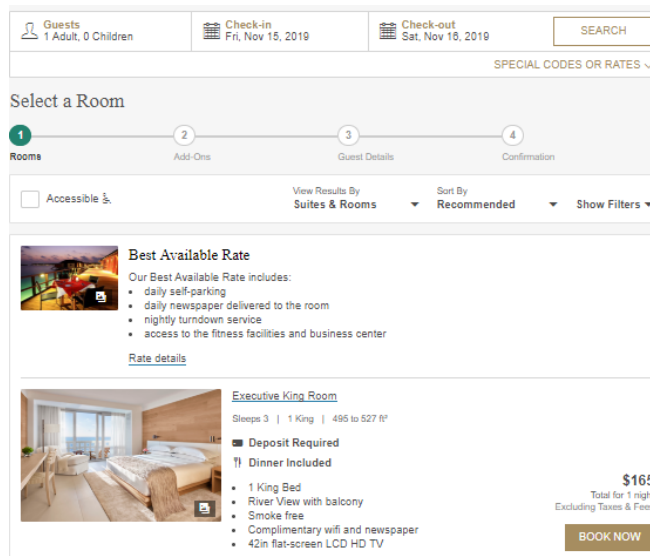 Guests
1 Adult, 0 Children
Check-in
Fri, Nov 15, 2019
Check-out
Sat, Nov 16, 2019
SEARCH
SPECIAL CODES OR RATES
Select a Room
1
2
3
4
Rooms
Add-Ons
Guest Details
Confirmation
Accessible
View Results By
Suites & Rooms
Sort By
Recommended
Show Filters
Best Available Rate
Our Best Available Rate includes:
• daily self-parking
• daily newspaper delivered to the room
• nightly turndown service
• access to the fitness facilities and business center
Rate details
Executive King Room
Sleeps 3 | 1 King | 495 to 527 ft²
Deposit Required
Dinner Included
• 1 King Bed
• River View with balcony
• Smoke free
• Complimentary wifi and newspaper
• 42in flat-screen LCD HD TV
$165
Total for 1 nigh
Excluding Taxes & Fees
BOOK NOW